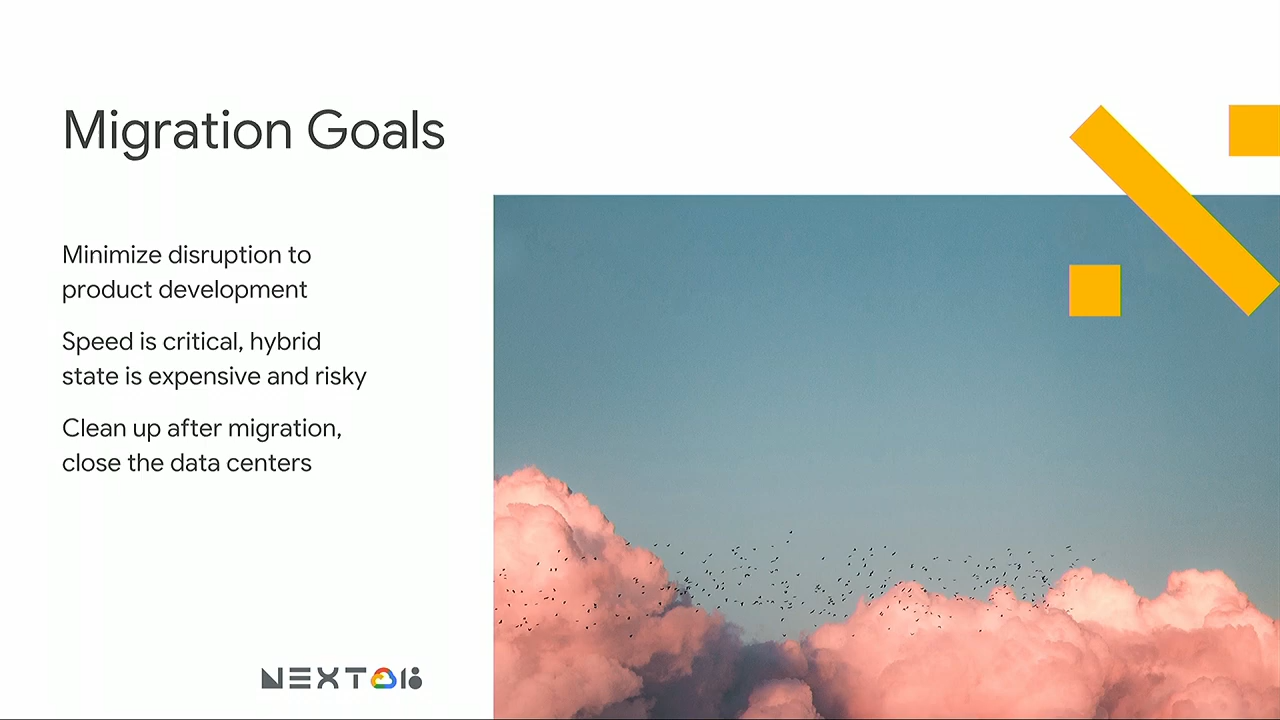 Migration Goals
Minimize disruption to
product development
Speed is critical, hybrid
state is expensive and risky
Clean up after migration,
close the data centers
NEXT 18